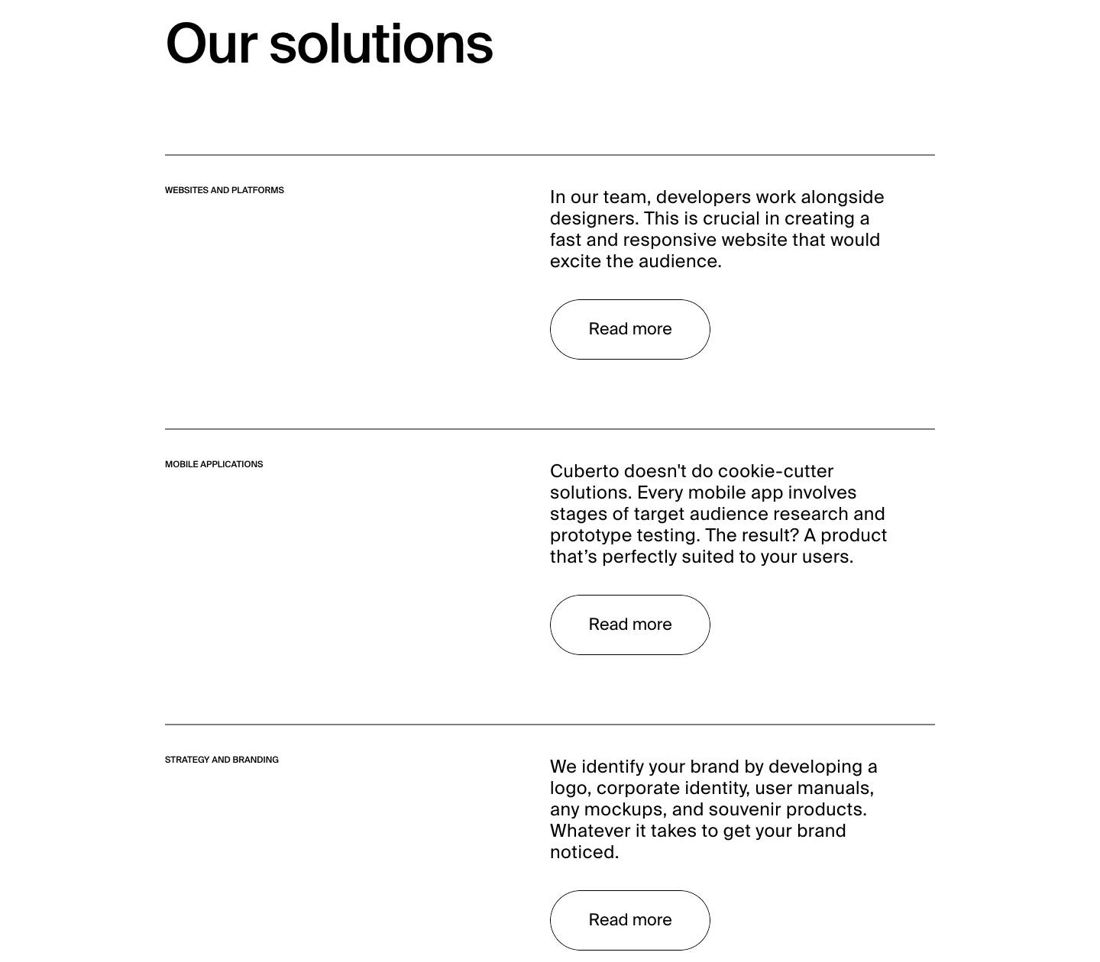 Our solutions
WEBSITES AND PLATFORMS
In our team, developers work alongside
designers. This is crucial in creating a
fast and responsive website that would
excite the audience.
Read more
MOBILE APPLICATIONS
Cuberto doesn't do cookie-cutter
solutions. Every mobile app involves
stages of target audience research and
prototype testing. The result? A product
that’s perfectly suited to your users.
Read more
STRATEGY AND BRANDING
We identify your brand by developing a
logo, corporate identity, user manuals,
any mockups, and souvenir products.
Whatever it takes to get your brand
noticed.
Read more